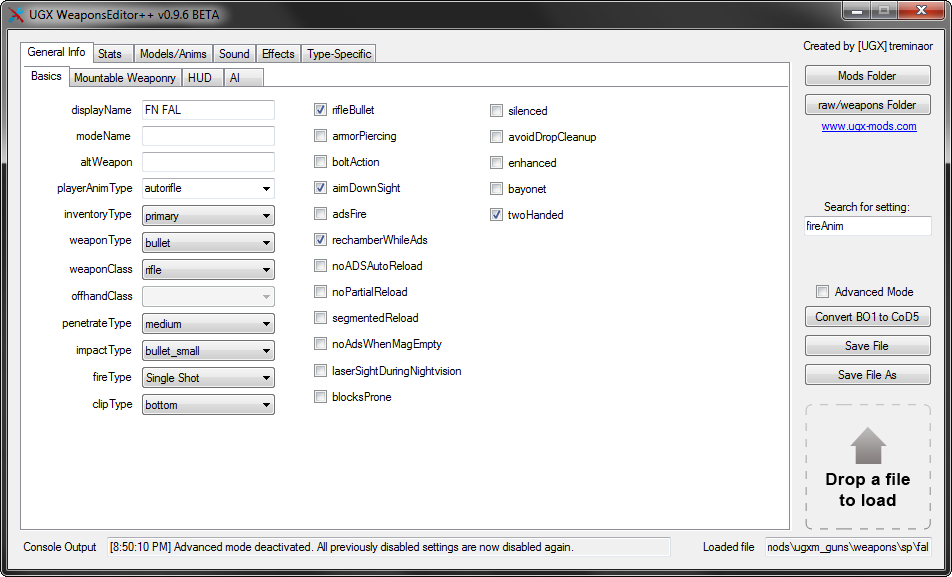 UGX WeaponsEditor++ v0.9.6 BETA
General Info Stats Models/Anims Sound Effects Type-Specific
Basics Mountable Weaponry HUD AI
displayName FN FAL
modeName
altWeapon
playerAnimType autorifle
inventoryType primary
weaponType bullet
weaponClass rifle
offhandClass
penetrateType medium
impactType bullet_small
fireType Single Shot
clipType bottom
rifleBullet
armorPiercing
boltAction
aimDownSight
adsFire
rechamberWhileAds
noADSAutoReload
noPartialReload
segmentedReload
noAdsWhenMagEmpty
laserSightDuringNightvision
blocksProne
silenced
avoidDropCleanup
enhanced
bayonet
twoHanded
Created by [UGX] treminaor
Mods Folder
raw/weapons Folder
www.ugx-mods.com
Search for setting:
fireAnim
Advanced Mode
Convert BO1 to CoD5
Save File
Save File As
Drop a file
to load
Console Output [8:50:10 PM] Advanced mode deactivated. All previously disabled settings are now disabled again.
Loaded file mods\ugxm_guns\weapons\sp\fal